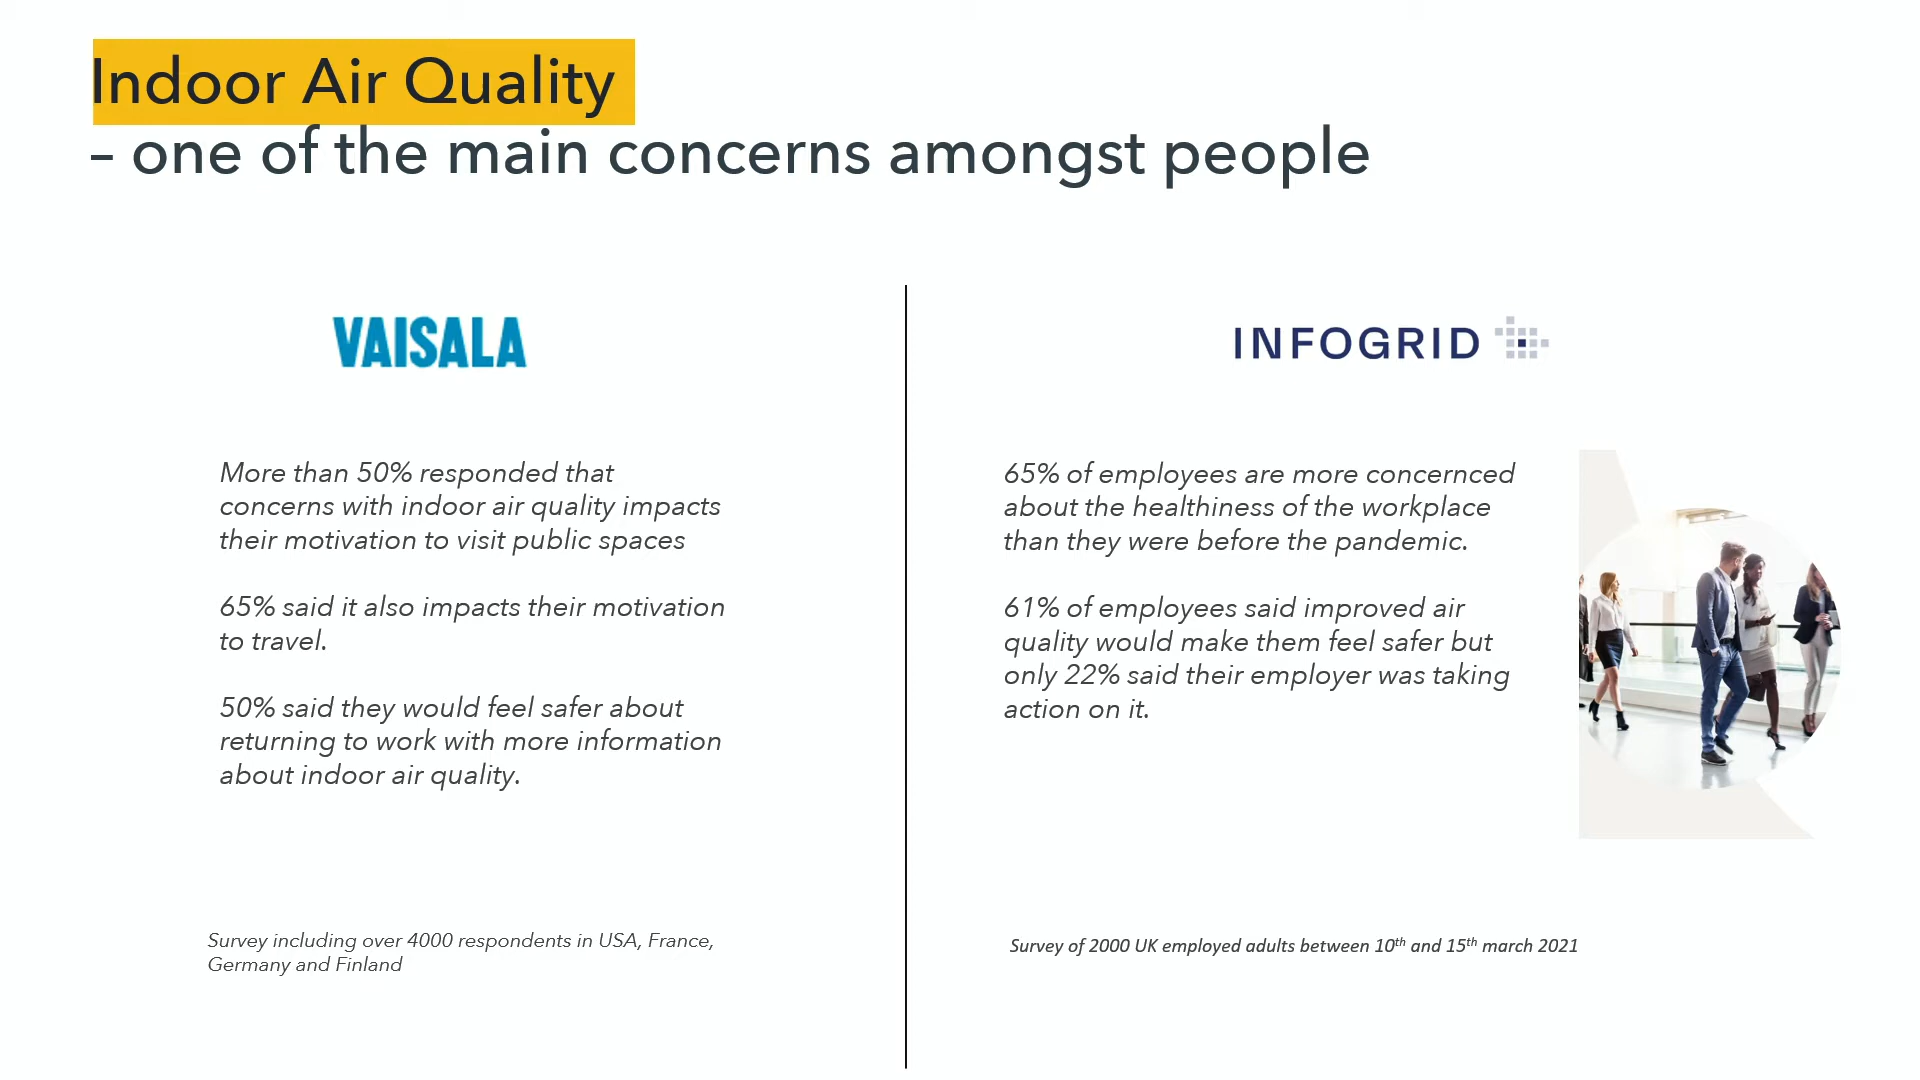 Indoor Air Quality
– one of the main concerns amongst people
VAISALA
More than 50% responded that
concerns with indoor air quality impacts
their motivation to visit public spaces
65% said it also impacts their motivation
to travel.
50% said they would feel safer about
returning to work with more information
about indoor air quality.
Survey including over 4000 respondents in USA, France,
Germany and Finland
INFOGRID
65% of employees are more concernced
about the healthiness of the workplace
than they were before the pandemic.
61% of employees said improved air
quality would make them feel safer but
only 22% said their employer was taking
action on it.
Survey of 2000 UK employed adults between 10th and 15th march 2021